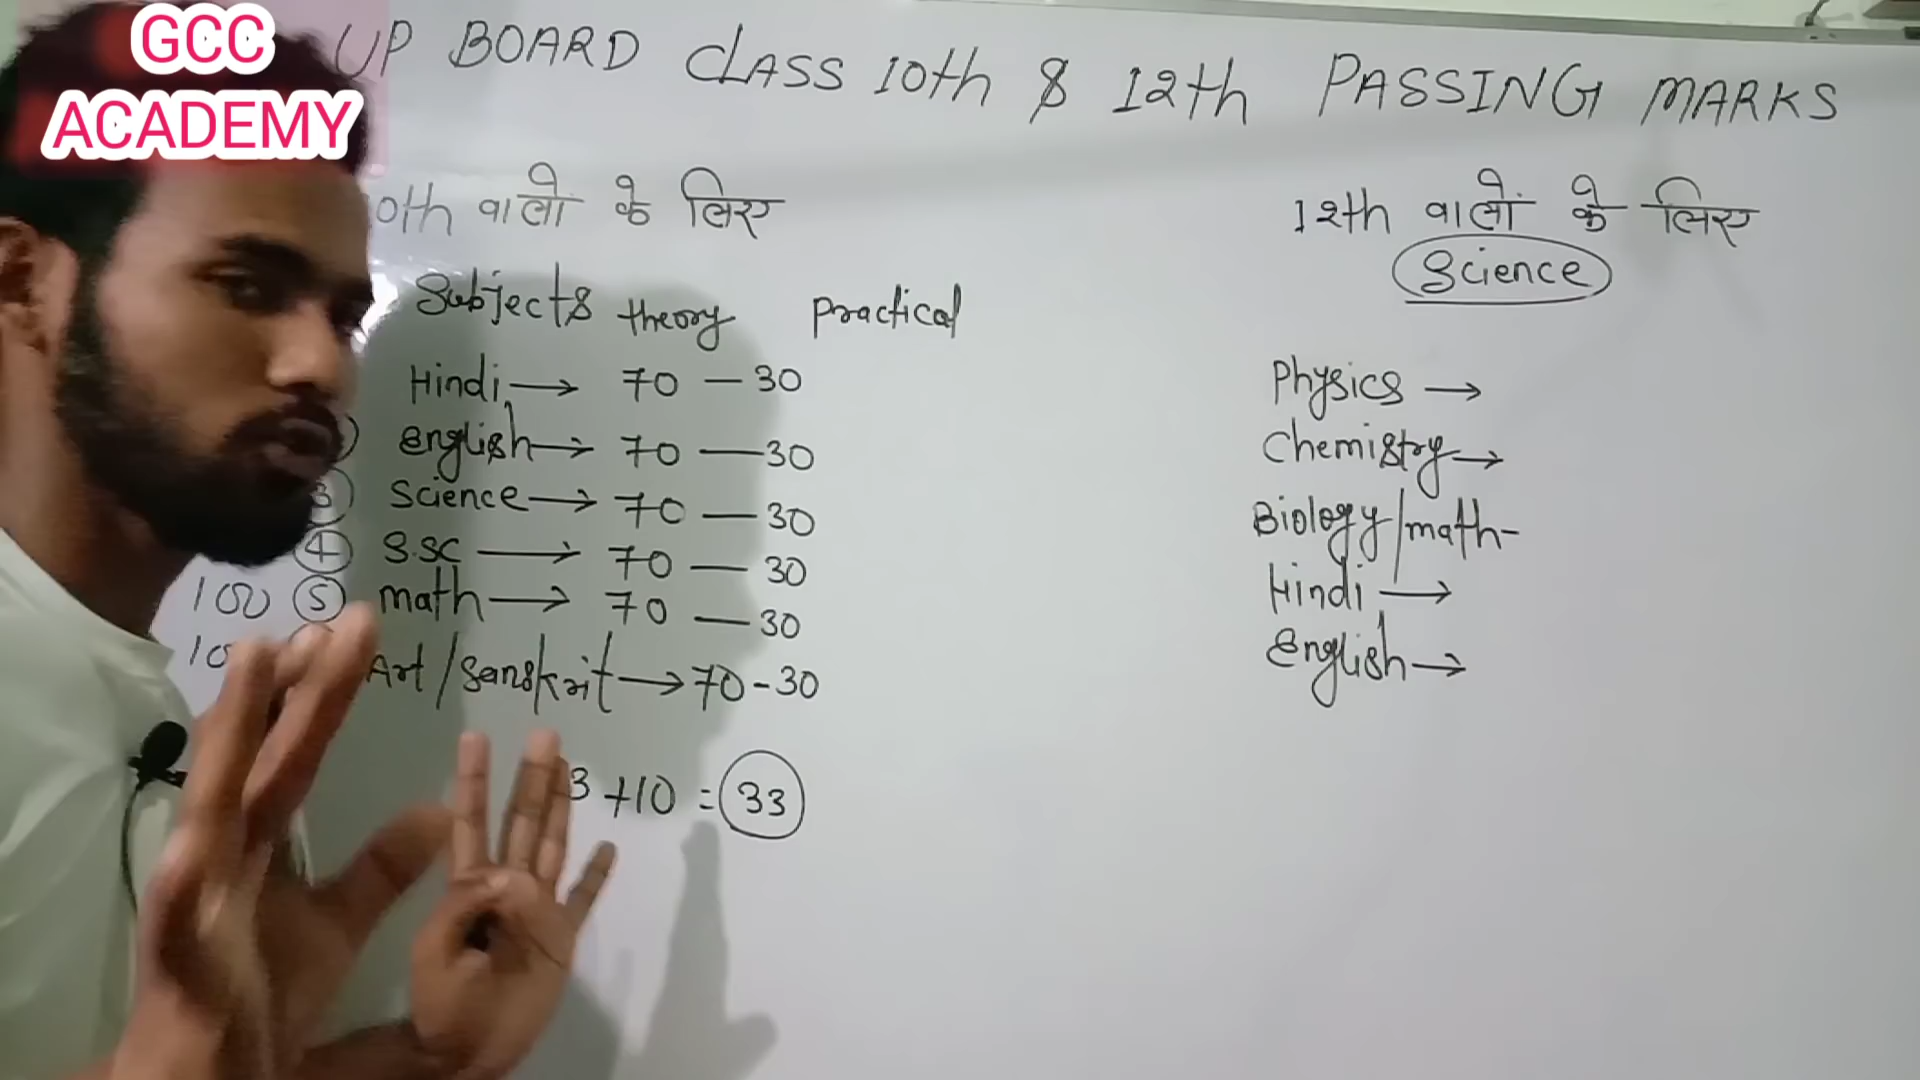 GCC
ACADEMY
UP BOARD CLASS 10th & 12th PASSING MARKS
0th वालो के लिए
Subjects theory Practical
Hindi → 70 — 30
English → 70 — 30
3 Science → 70 — 30
4 S.SC → 70 — 30
100 5 math → 70 — 30
10 Art/Sanskrit → 70 - 30
3 + 10 = 33
12th वालों के लिए
Science
Physics →
Chemistry →
Biology/math-
Hindi →
English →